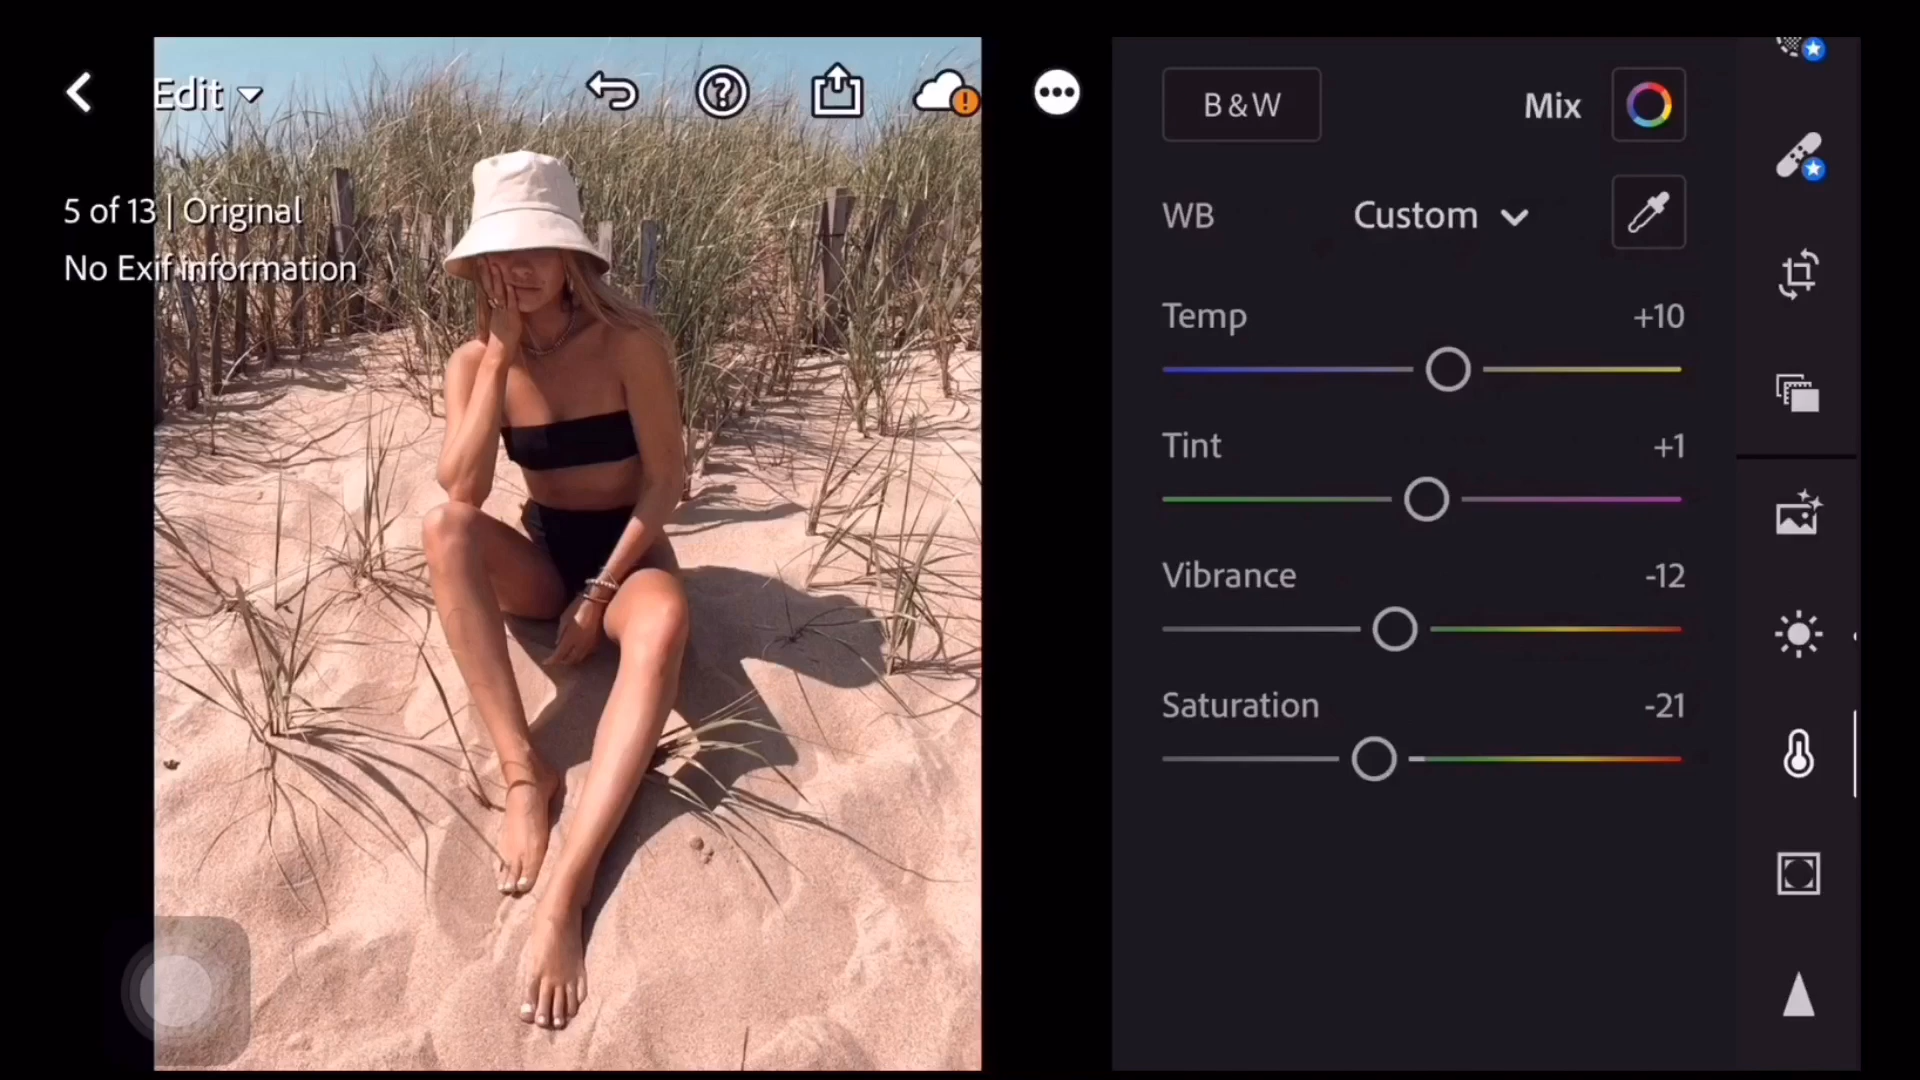 Edit
5 of 13 | Original
No Exif information
B&W
Mix
WB
Custom
Temp
+10
Tint
+1
Vibrance
-12
Saturation
-21